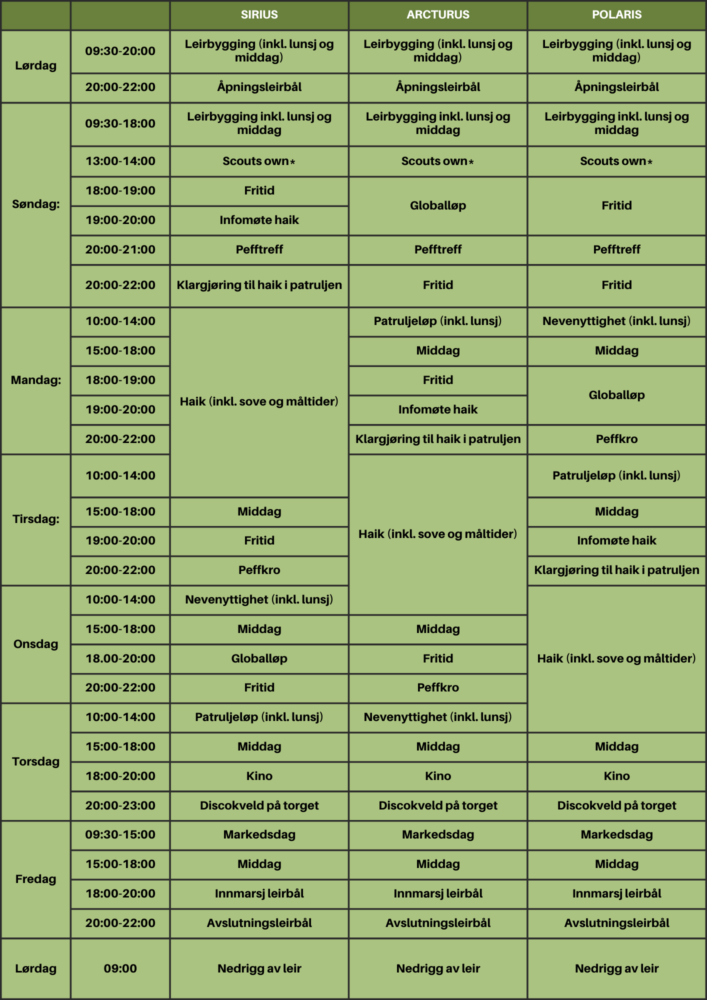 SIRIUS ARCTURUS POLARIS
Lørdag
09:30-20:00
Leirbygging (inkl. lunsj og
middag)
Leirbygging (inkl. lunsj og
middag)
Leirbygging (inkl. lunsj og
middag)
20:00-22:00 Åpningsleirbål Åpningsleirbål Åpningsleirbål
Søndag:
09:30-18:00
Leirbygging inkl. lunsj og
middag
Leirbygging inkl. lunsj og
middag
Leirbygging inkl. lunsj og
middag
13:00-14:00 Scouts own* Scouts own* Scouts own*
18:00-19:00 Fritid
Globalløp Fritid
19:00-20:00 Infomøte haik
20:00-21:00 Pefftreff Pefftreff Pefftreff
20:00-22:00 Klargjøring til haik i patruljen Fritid Fritid
Mandag:
10:00-14:00
Haik (inkl. sove og måltider)
Patruljeløp (inkl. lunsj) Nevenyttighet (inkl. lunsj)
15:00-18:00 Middag Middag
18:00-19:00 Fritid
Globalløp
19:00-20:00 Infomøte haik
20:00-22:00 Klargjøring til haik i patruljen Peffkro
Tirsdag:
10:00-14:00
Haik (inkl. sove og måltider)
Patruljeløp (inkl. lunsj)
15:00-18:00 Middag Middag
19:00-20:00 Fritid Infomøte haik
20:00-22:00 Peffkro Klargjøring til haik i patruljen
Onsdag
10:00-14:00 Nevenyttighet (inkl. lunsj)
Haik (inkl. sove og måltider)
15:00-18:00 Middag Middag
18.00-20:00 Globalløp Fritid
20:00-22:00 Fritid Peffkro
Torsdag
10:00-14:00 Patruljeløp (inkl. lunsj) Nevenyttighet (inkl. lunsj)
15:00-18:00 Middag Middag Middag
18:00-20:00 Kino Kino Kino
20:00-23:00 Discokveld på torget Discokveld på torget Discokveld på torget
Fredag
09:30-15:00 Markedsdag Markedsdag Markedsdag
15:00-18:00 Middag Middag Middag
18:00-20:00 Innmarsj leirbål Innmarsj leirbål Innmarsj leirbål
20:00-22:00 Avslutningsleirbål Avslutningsleirbål Avslutningsleirbål
Lørdag 09:00 Nedrigg av leir Nedrigg av leir Nedrigg av leir